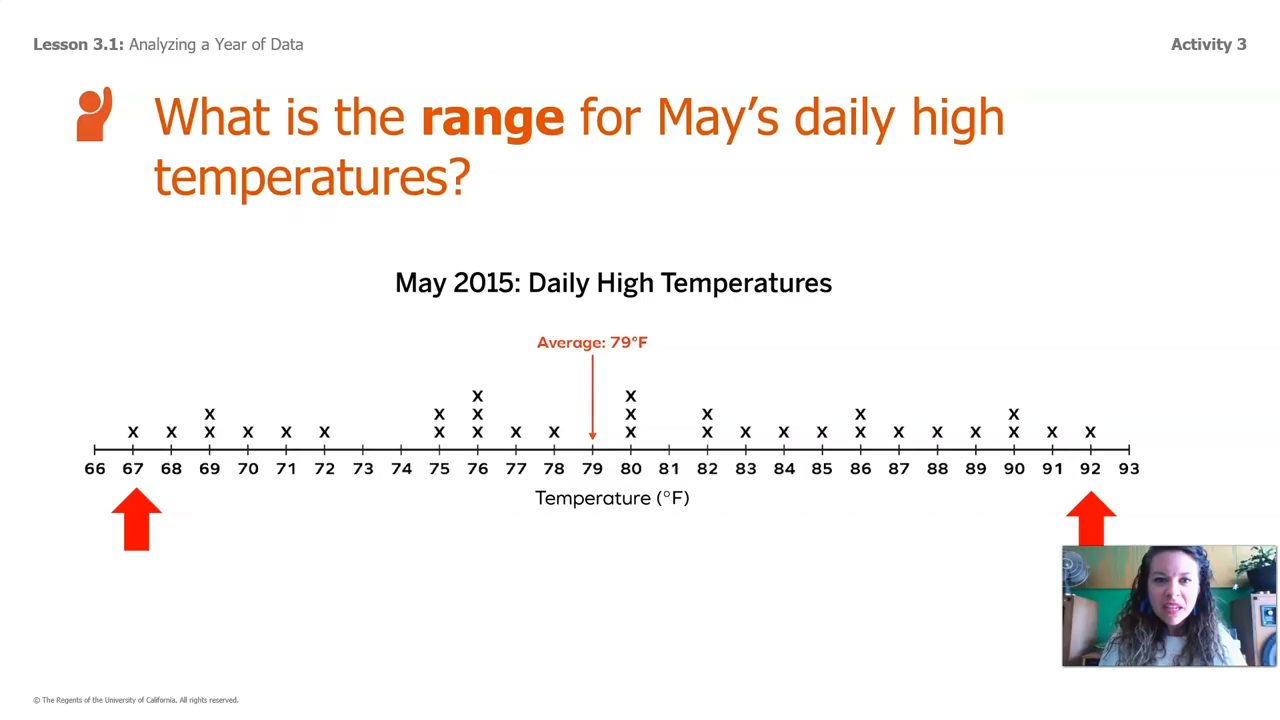 Lesson 3.1: Analyzing a Year of Data
Activity 3
What is the range for May’s daily high
temperatures?
May 2015: Daily High Temperatures
Average: 79°F
x
x x x x x x
x x x x x x x x x x x x x x x x x x x x x x
66 67 68 69 70 71 72 73 74 75 76 77 78 79 80 81 82 83 84 85 86 87 88 89 90 91 92 93
Temperature (°F)
© The Regents of the University of California. All rights reserved.